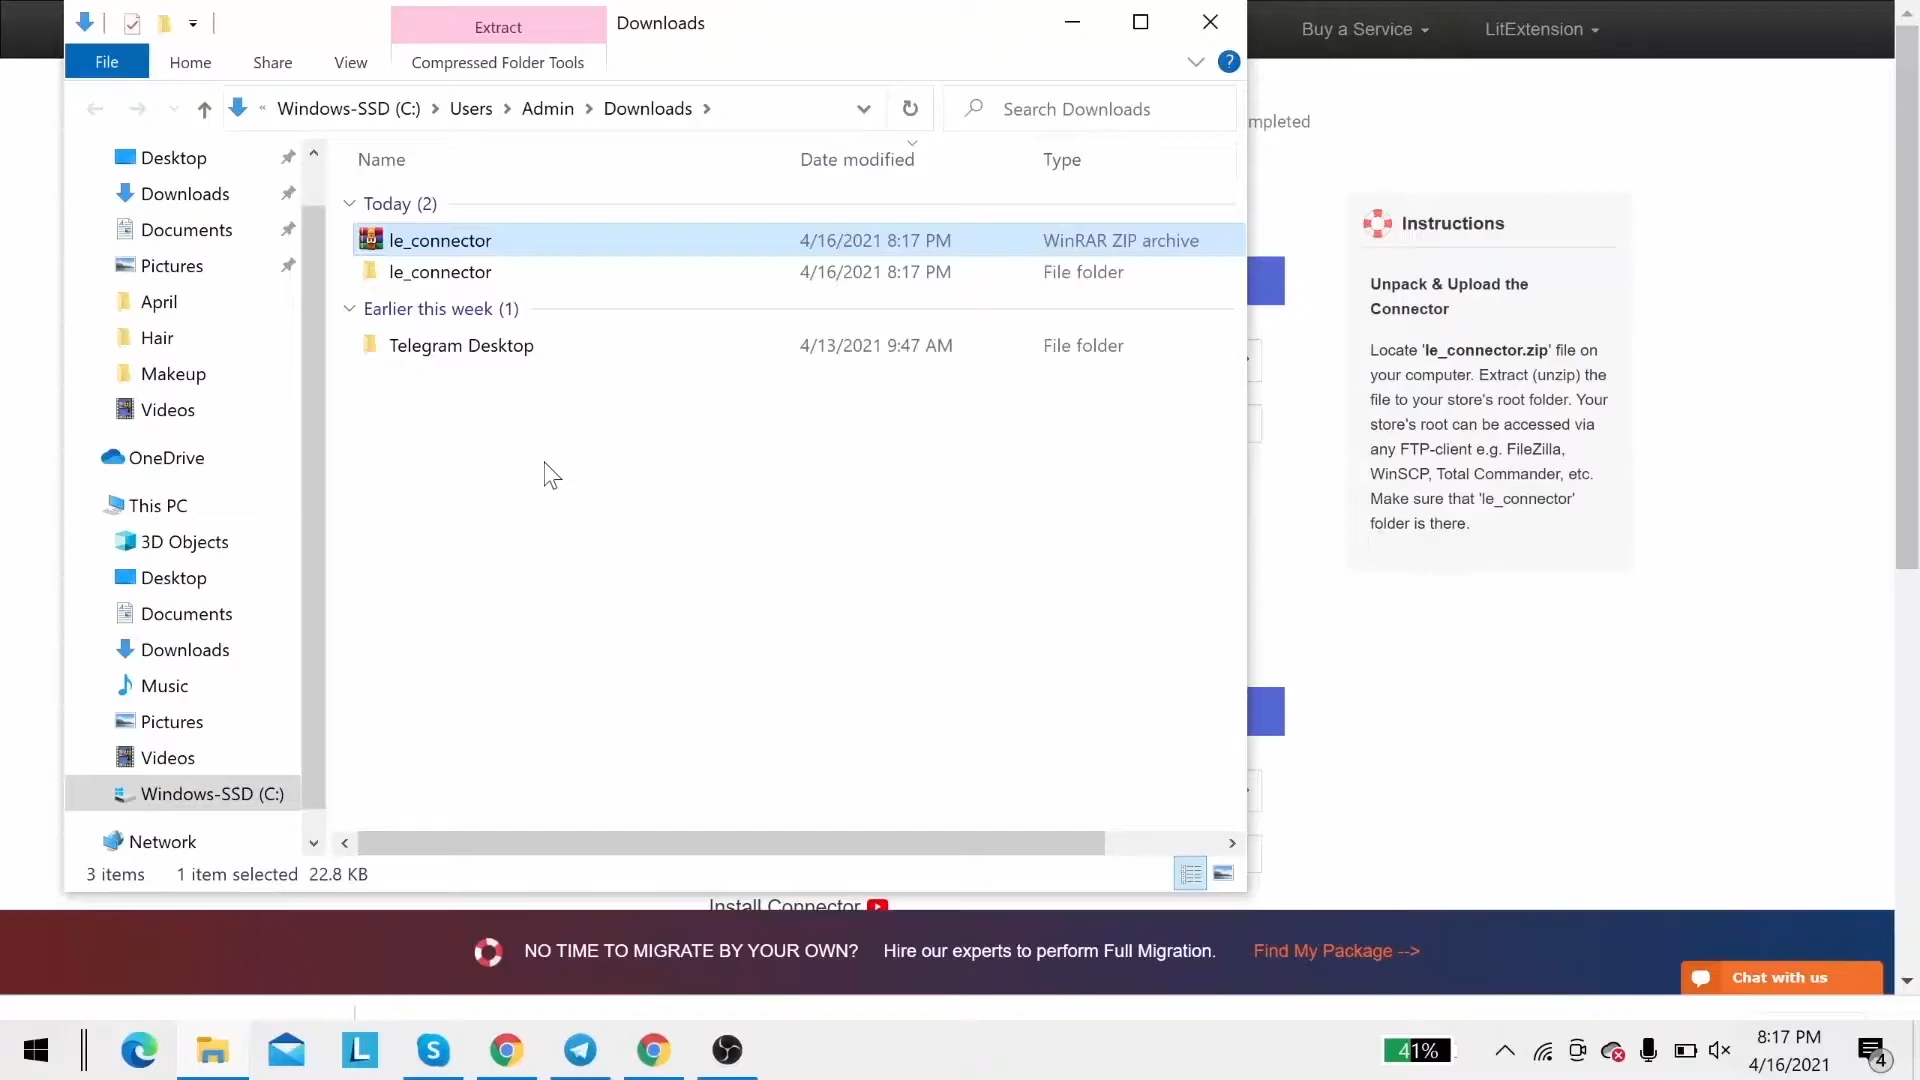 Extract
Downloads
Buy a Service
LitExtension
File
Home
Share
View
Compressed Folder Tools
?
« Windows-SSD (C:) > Users > Admin > Downloads >
Search Downloads
mpleted
Name
Date modified
Type
Desktop
Downloads
Documents
Pictures
April
Hair
Makeup
Videos
OneDrive
This PC
3D Objects
Desktop
Documents
Downloads
Music
Pictures
Videos
Windows-SSD (C:)
Network
Today (2)
le_connector 4/16/2021 8:17 PM WinRAR ZIP archive
le_connector 4/16/2021 8:17 PM File folder
Earlier this week (1)
Telegram Desktop 4/13/2021 9:47 AM File folder
3 items 1 item selected 22.8 KB
Instructions
Unpack & Upload the
Connector
Locate 'le_connector.zip' file on
your computer. Extract (unzip) the
file to your store's root folder. Your
store's root can be accessed via
any FTP-client e.g. FileZilla,
WinSCP, Total Commander, etc.
Make sure that 'le_connector'
folder is there.
Install Connector
NO TIME TO MIGRATE BY YOUR OWN? Hire our experts to perform Full Migration. Find My Package -->
Chat with us
L
S
41%
8:17 PM
4/16/2021
4